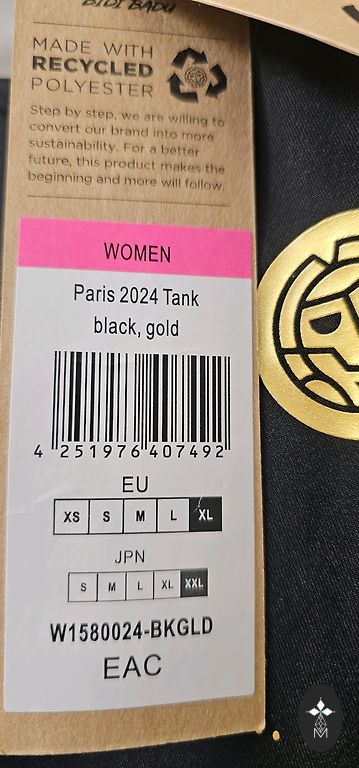 BIDI BADU
MADE WITH
RECYCLED
POLYESTER
Step by step, we are willing to
convert our brand into more
sustainability. For a better
future, this product makes the
beginning and more will follow.
WOMEN
Paris 2024 Tank
black, gold
4 251976 407492
EU
XS S M L XL
JPN
S M L XL XXL
W1580024-BKGLD
EAC
M